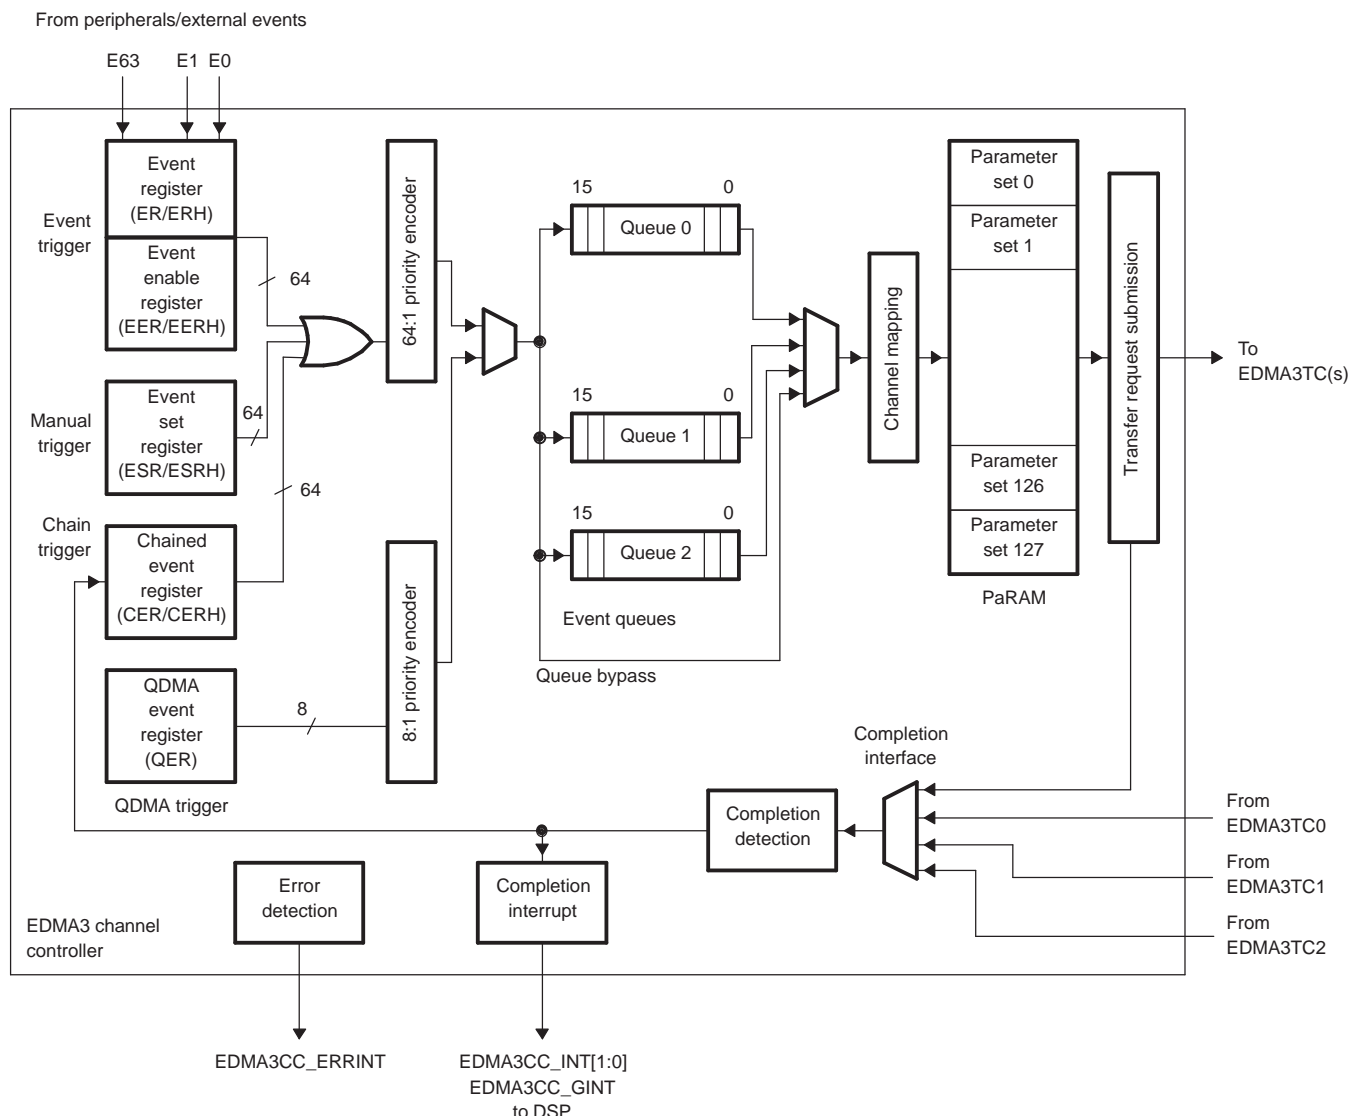 From peripherals/external events
E63 E1 E0
Event
register
(ER/ERH)
Event
trigger
Event
enable
register
(EER/EERH)
64
Manual
trigger
Event
set
register
(ESR/ESRH)
64
64
Chain
trigger
Chained
event
register
(CER/CERH)
QDMA
event
register
(QER)
8
QDMA trigger
64:1 priority encoder
8:1 priority encoder
15 0
Queue 0
15 0
Queue 1
15 0
Queue 2
Event queues
Queue bypass
Channel mapping
Parameter
set 0
Parameter
set 1
Parameter
set 126
Parameter
set 127
PaRAM
Transfer request submission
To
EDMA3TC(s)
Completion
interface
Completion
detection
From
EDMA3TC0
From
EDMA3TC1
From
EDMA3TC2
Error
detection
Completion
interrupt
EDMA3 channel
controller
EDMA3CC_ERRINT
EDMA3CC_INT[1:0]
EDMA3CC_GINT
to DSP